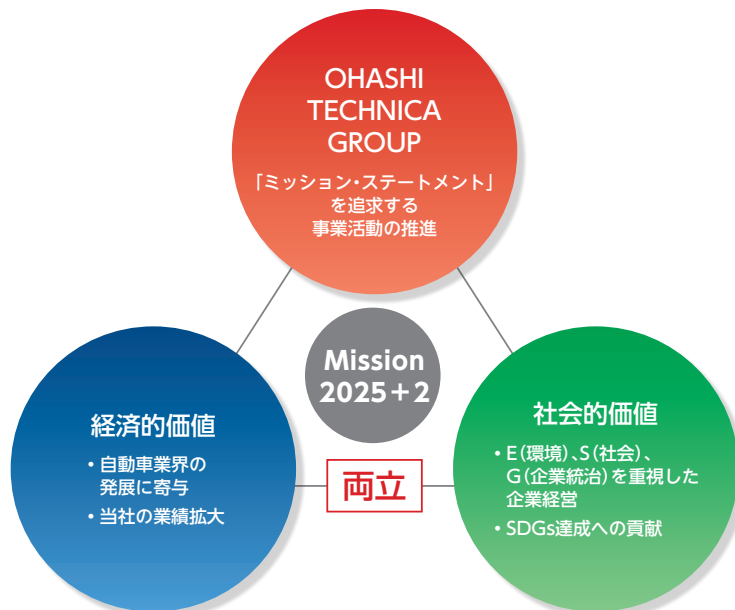 OHASHI
TECHNICA
GROUP
「ミッション・ステートメント」
を追求する
事業活動の推進
Mission
2025+2
経済的価値
・自動車業界の
発展に寄与
・当社の業績拡大
両立
社会的価値
・E(環境)、S(社会)、
G(企業統治)を重視した
企業経営
・SDGs達成への貢献